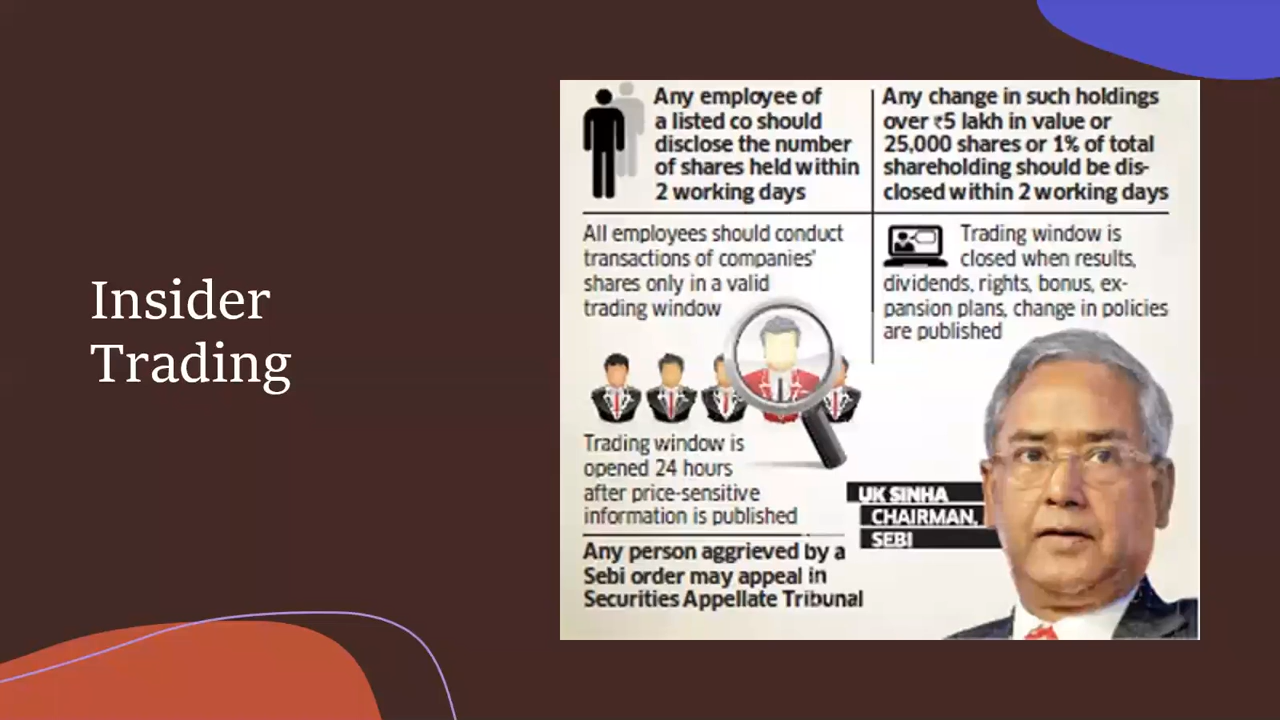 Insider
Trading
Any employee of
a listed co should
disclose the number
of shares held within
2 working days
Any change in such holdings
over ₹5 lakh in value or
25,000 shares or 1% of total
shareholding should be dis-
closed within 2 working days
All employees should conduct
transactions of companies'
shares only in a valid
trading window
Trading window is
closed when results,
dividends, rights, bonus, ex-
pansion plans, change in policies
are published
Trading window is
opened 24 hours
after price-sensitive
information is published
UK SINHA
CHAIRMAN,
SEBI
Any person aggrieved by a
Sebi order may appeal in
Securities Appellate Tribunal